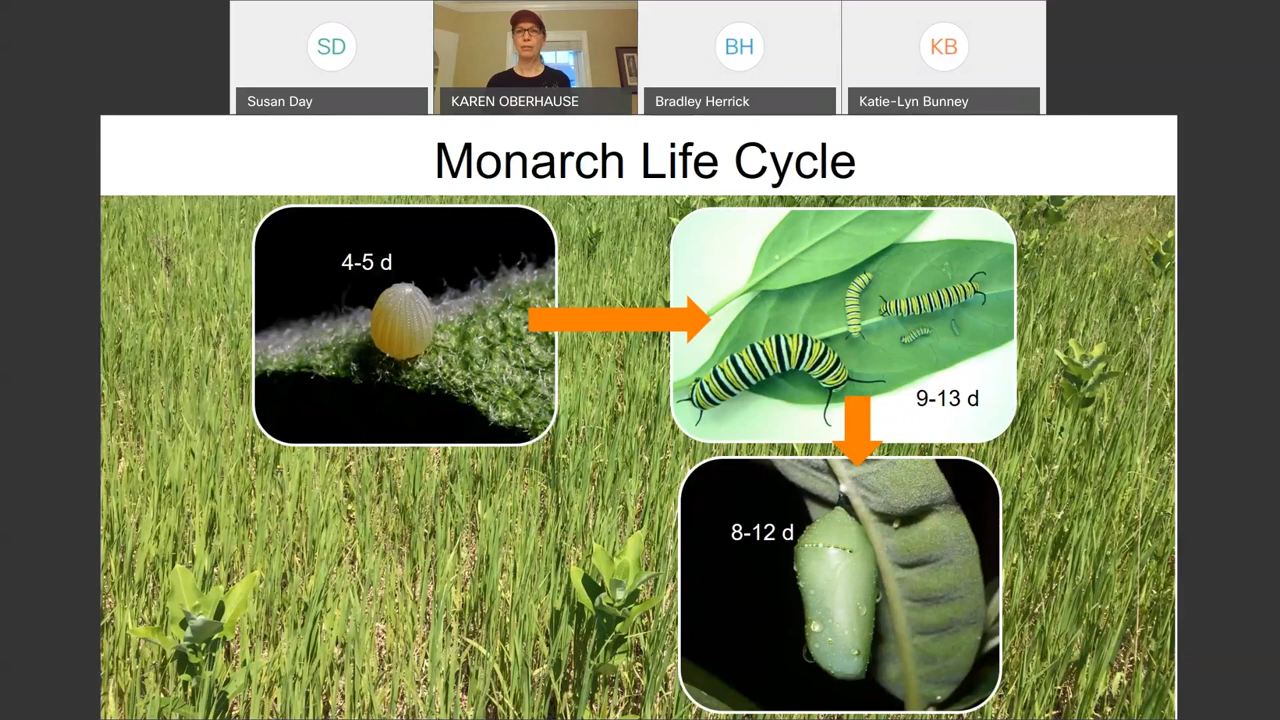 SD
BH
KB
Susan Day
KAREN OBERHAUSE
Bradley Herrick
Katie-Lyn Bunney
Monarch Life Cycle
4-5 d
9-13 d
8-12 d